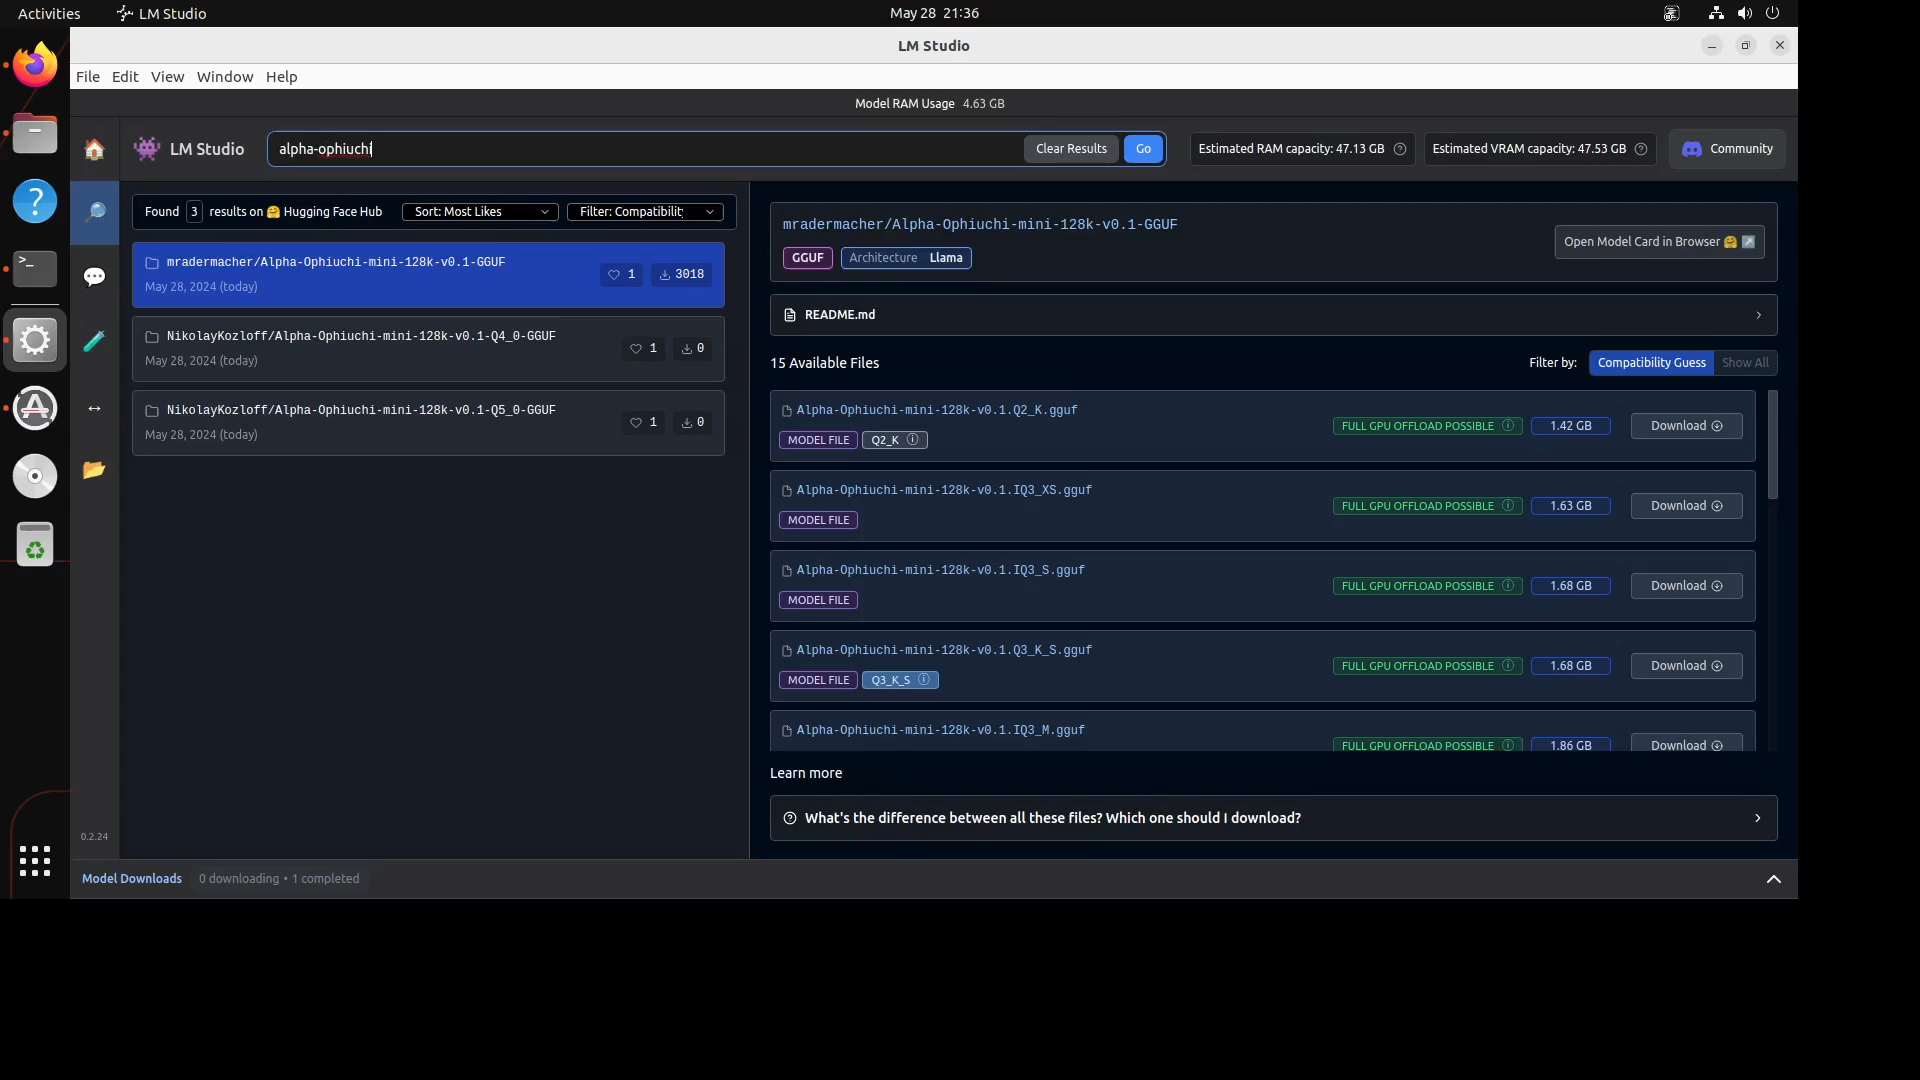 Activities LM Studio May 28 21:36
LM Studio
File Edit View Window Help
Model RAM Usage 4.63 GB
LM Studio alpha-ophiuchi Clear Results Go Estimated RAM capacity: 47.13 GB Estimated VRAM capacity: 47.53 GB Community
Found 3 results on 🤗 Hugging Face Hub Sort: Most Likes Filter: Compatibilit
mradermacher/Alpha-Ophiuchi-mini-128k-v0.1-GGUF
May 28, 2024 (today)
1 3018
NikolayKozloff/Alpha-Ophiuchi-mini-128k-v0.1-Q4_0-GGUF
May 28, 2024 (today)
1 0
NikolayKozloff/Alpha-Ophiuchi-mini-128k-v0.1-Q5_0-GGUF
May 28, 2024 (today)
1 0
mradermacher/Alpha-Ophiuchi-mini-128k-v0.1-GGUF
GGUF Architecture Llama
Open Model Card in Browser 🤗 ↗
README.md
15 Available Files Filter by: Compatibility Guess Show All
Alpha-Ophiuchi-mini-128k-v0.1.Q2_K.gguf
MODEL FILE Q2_K
FULL GPU OFFLOAD POSSIBLE 1.42 GB Download
Alpha-Ophiuchi-mini-128k-v0.1.IQ3_XS.gguf
MODEL FILE
FULL GPU OFFLOAD POSSIBLE 1.63 GB Download
Alpha-Ophiuchi-mini-128k-v0.1.IQ3_S.gguf
MODEL FILE
FULL GPU OFFLOAD POSSIBLE 1.68 GB Download
Alpha-Ophiuchi-mini-128k-v0.1.Q3_K_S.gguf
MODEL FILE Q3_K_S
FULL GPU OFFLOAD POSSIBLE 1.68 GB Download
Alpha-Ophiuchi-mini-128k-v0.1.IQ3_M.gguf
FULL GPU OFFLOAD POSSIBLE 1.86 GB Download
Learn more
What's the difference between all these files? Which one should I download?
0.2.24
Model Downloads 0 downloading • 1 completed